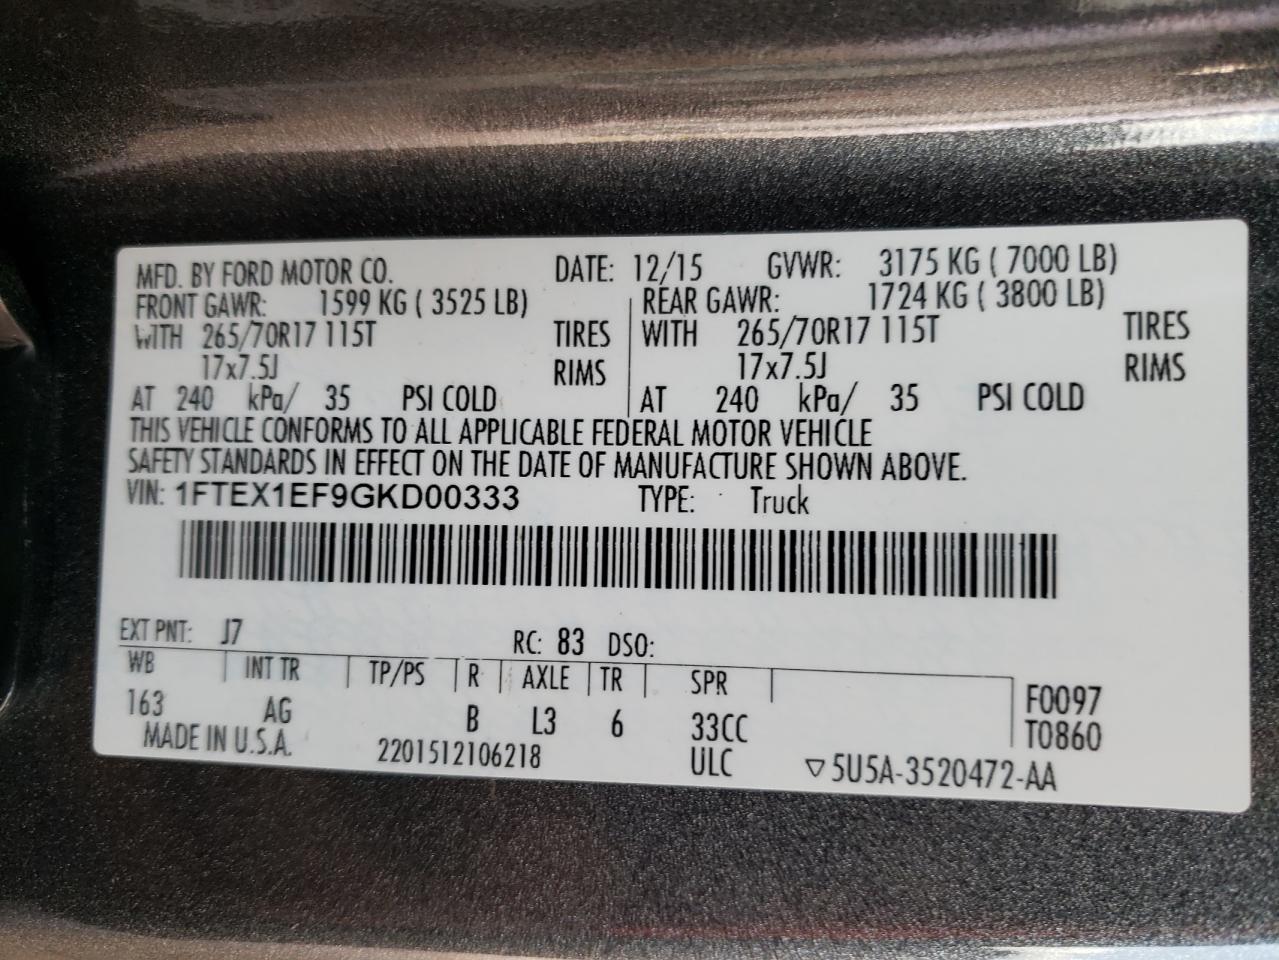 MFD. BY FORD MOTOR CO. DATE: 12/15 GVWR: 3175 KG ( 7000 LB)
FRONT GAWR: 1599 KG ( 3525 LB) REAR GAWR: 1724 KG ( 3800 LB)
WITH 265/70R17 115T TIRES WITH 265/70R17 115T TIRES
17x7.5J RIMS 17x7.5J RIMS
AT 240 kPa/ 35 PSI COLD AT 240 kPa/ 35 PSI COLD
THIS VEHICLE CONFORMS TO ALL APPLICABLE FEDERAL MOTOR VEHICLE
SAFETY STANDARDS IN EFFECT ON THE DATE OF MANUFACTURE SHOWN ABOVE.
VIN: 1FTEX1EF9GKD00333 TYPE: Truck
EXT PNT: J7 RC: 83 DSO:
WB INT TR TP/PS R AXLE TR SPR F0097
163 AG B L3 6 33CC T0860
MADE IN U.S.A. 2201512106218 ULC ▽5U5A-3520472-AA